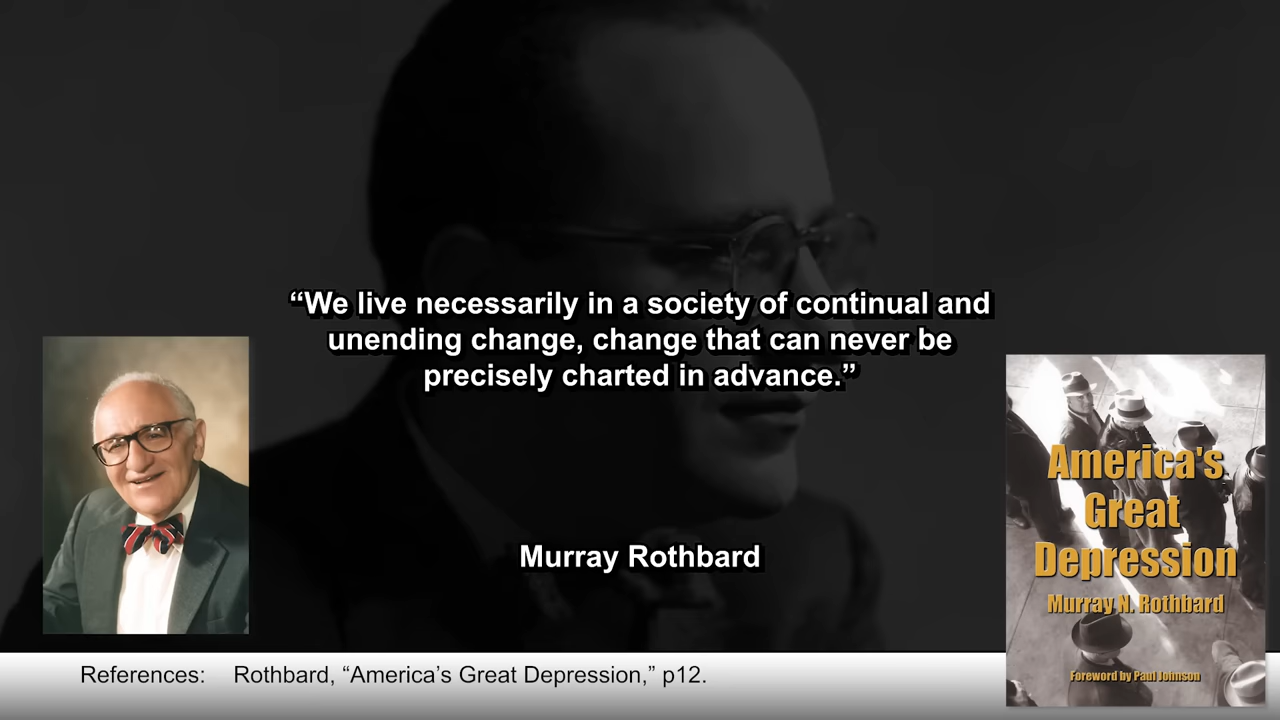 “We live necessarily in a society of continual and
unending change, change that can never be
precisely charted in advance.”
Murray Rothbard
America's
Great
Depression
Murray N. Rothbard
Foreword by Paul Johnson
References: Rothbard, “America’s Great Depression,” p12.